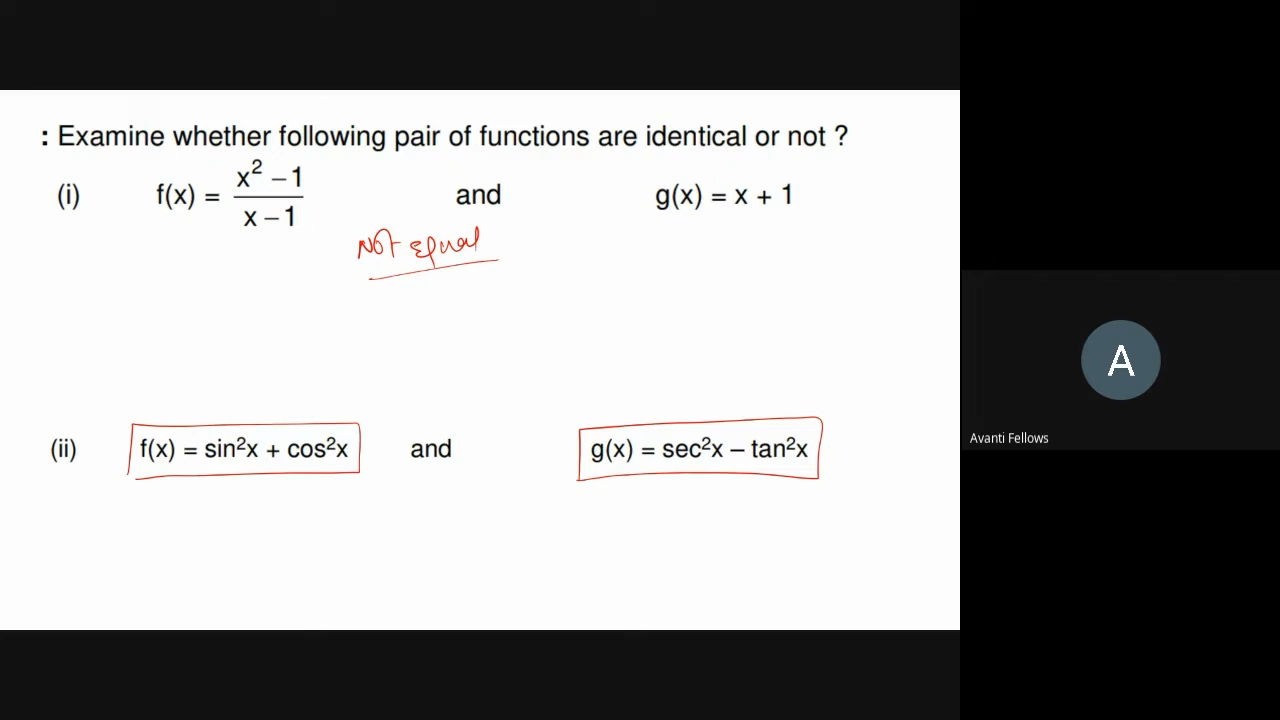 : Examine whether following pair of functions are identical or not ?
(i) f(x) = (x² – 1)/(x – 1) and g(x) = x + 1
NOT Equal
(ii) f(x) = sin²x + cos²x and g(x) = sec²x – tan²x
A
Avanti Fellows